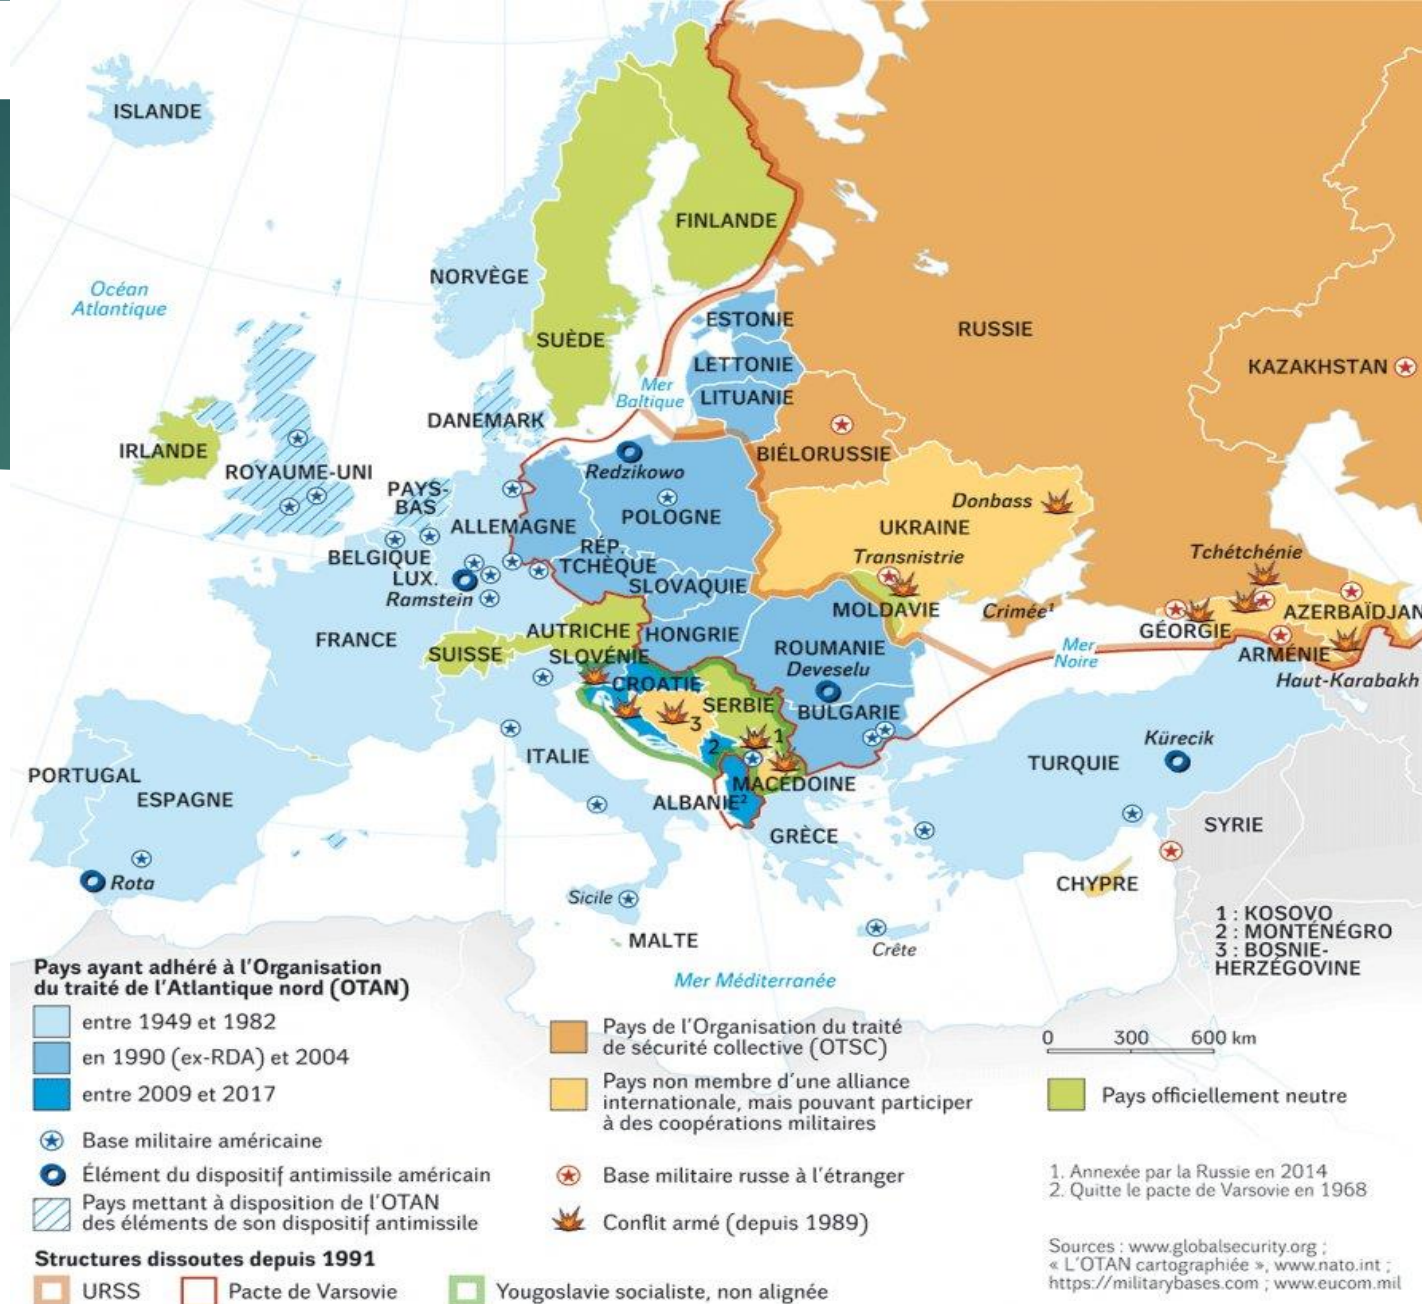 ISLANDE
FINLANDE
NORVÈGE
Océan
Atlantique
SUÈDE
ESTONIE
RUSSIE
LETTONIE
KAZAKHSTAN
Mer
Baltique
LITUANIE
DANEMARK
IRLANDE
ROYAUME-UNI
BIÉLORUSSIE
Redzikowo
PAYS-
BAS
POLOGNE
Donbass
ALLEMAGNE
UKRAINE
BELGIQUE
RÉP.
TCHÈQUE
Transnistrie
Tchétchénie
LUX.
SLOVAQUIE
Ramstein
MOLDAVIE
Crimée¹
AZERBAÏDJAN
FRANCE
AUTRICHE
HONGRIE
GÉORGIE
SUISSE
SLOVÉNIE
ROUMANIE
Mer
Noire
ARMÉNIE
Deveselu
CROATIE
Haut-Karabakh
SERBIE
BULGARIE
3
1
2
Kürecik
ITALIE
TURQUIE
PORTUGAL
ESPAGNE
MACÉDOINE
ALBANIE²
SYRIE
GRÈCE
Rota
CHYPRE
Sicile
MALTE
Crête
1 : KOSOVO
2 : MONTÉNÉGRO
3 : BOSNIE-
HERZÉGOVINE
Mer Méditerranée
Pays ayant adhéré à l'Organisation
du traité de l'Atlantique nord (OTAN)
entre 1949 et 1982
en 1990 (ex-RDA) et 2004
entre 2009 et 2017
Base militaire américaine
Élément du dispositif antimissile américain
Pays mettant à disposition de l'OTAN
des éléments de son dispositif antimissile
Structures dissoutes depuis 1991
URSS
Pacte de Varsovie
Yougoslavie socialiste, non alignée
Pays de l'Organisation du traité
de sécurité collective (OTSC)
Pays non membre d'une alliance
internationale, mais pouvant participer
à des coopérations militaires
Base militaire russe à l'étranger
Conflit armé (depuis 1989)
0 300 600 km
Pays officiellement neutre
1. Annexée par la Russie en 2014
2. Quitte le pacte de Varsovie en 1968
Sources : www.globalsecurity.org ;
« L'OTAN cartographiée », www.nato.int ;
https://militarybases.com ; www.eucom.mil